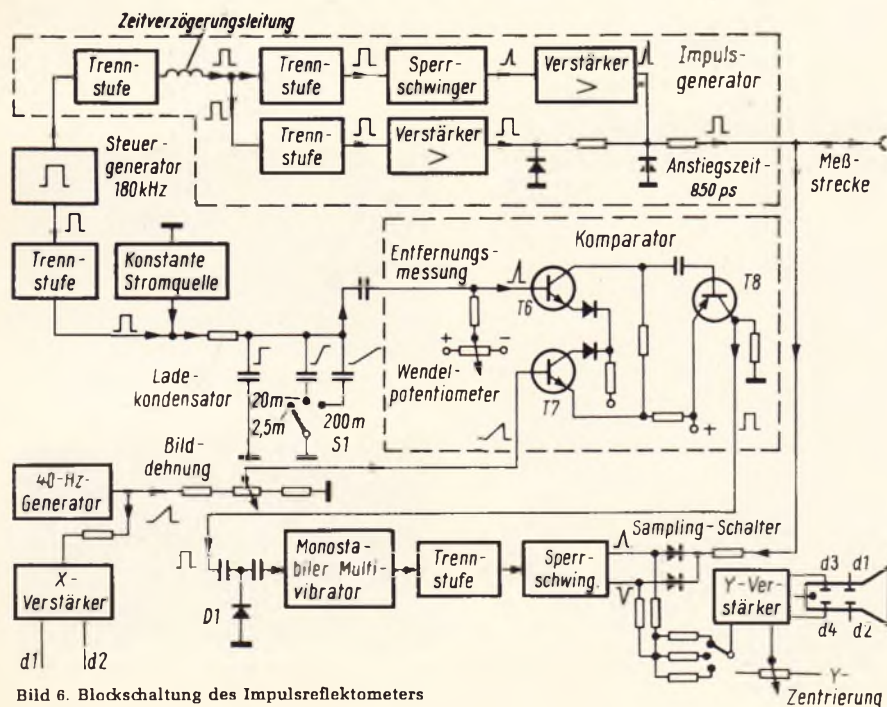 Zeitverzögerungsleitung
Trenn-
stufe
Trenn-
stufe
Sperr-
schwinger
Verstärker
>
Impuls-
generator
Trenn-
stufe
Verstärker
>
Steuer-
generator
180kHz
Anstiegszeit-
850 ps
Meß-
strecke
Trenn-
stufe
Konstante
Stromquelle
Entfernungs-
messung
Komparator
T6
T8
+
-
Wendel-
potentiometer
T7
+
Lade-
kondensator
20m
2,5m
200m
S1
Bild-
dehnung
40-Hz-
Generator
X-
Verstärker
d1
d2
D1
Monosta-
biler Multi-
vibrator
Trenn-
stufe
Sperr-
schwing.
Sampling-Schalter
Y-Ver-
stärker
d3
d1
d4
d2
Y-
Zentrierung
Bild 6. Blockschaltung des Impulsreflektometers